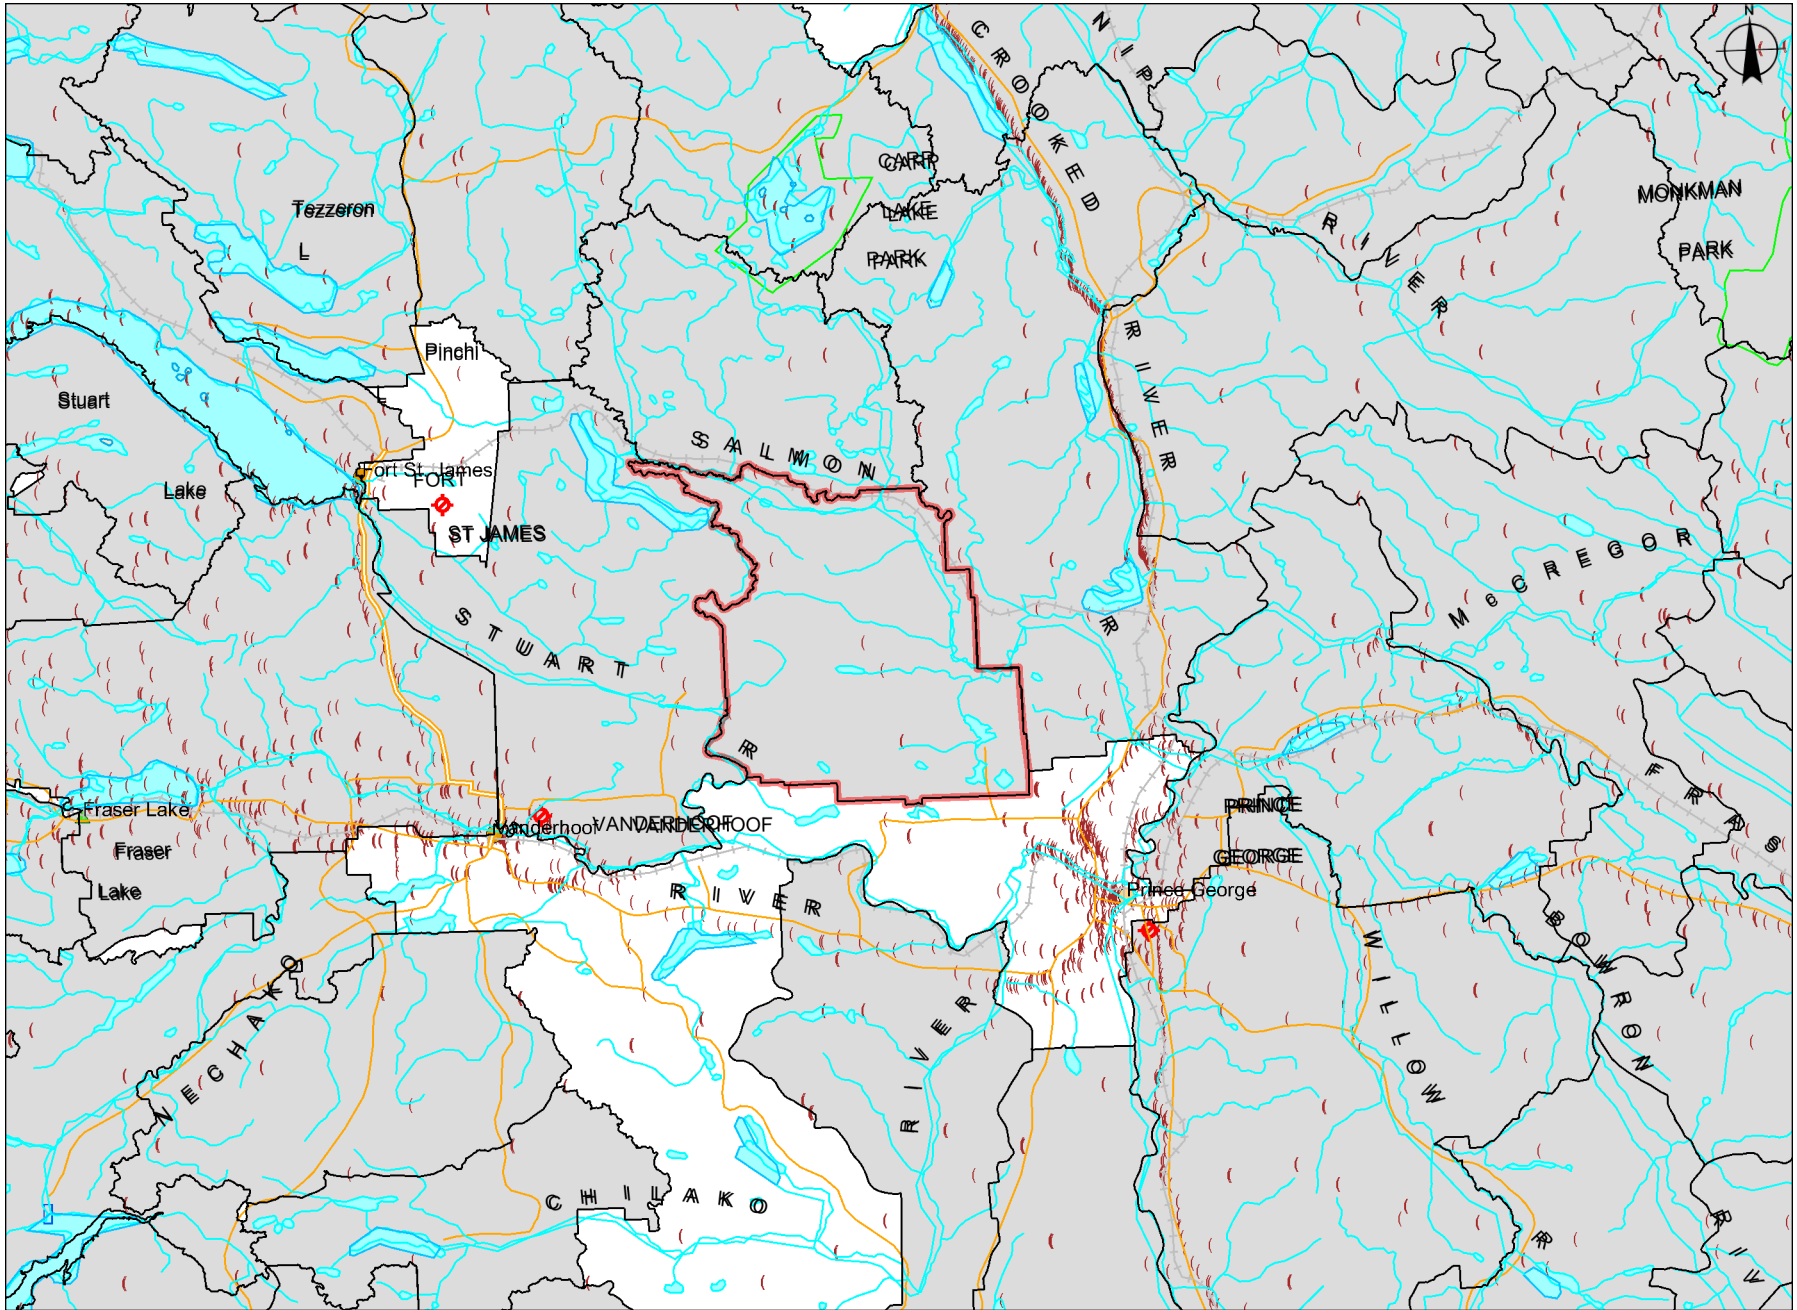 N
CROOKED
NIP
CARP
LAKE
PARK
MONKMAN
PARK
Tezzeron
L
RIVER
Pinchi
L
RIVER
Stuart
Lake
SALMON
Fort St. James
FORT
ST JAMES
McGREGOR
STUART
R
R
Fraser Lake
Fraser
Lake
Vanderhoof
VANDERHOOF
VANDERHOOF
PRINCE
GEORGE
Prince George
FRAS
RIVER
NECHAKO
RIVER
WILLOW
R
BOWRON
RIV
CHILAKO